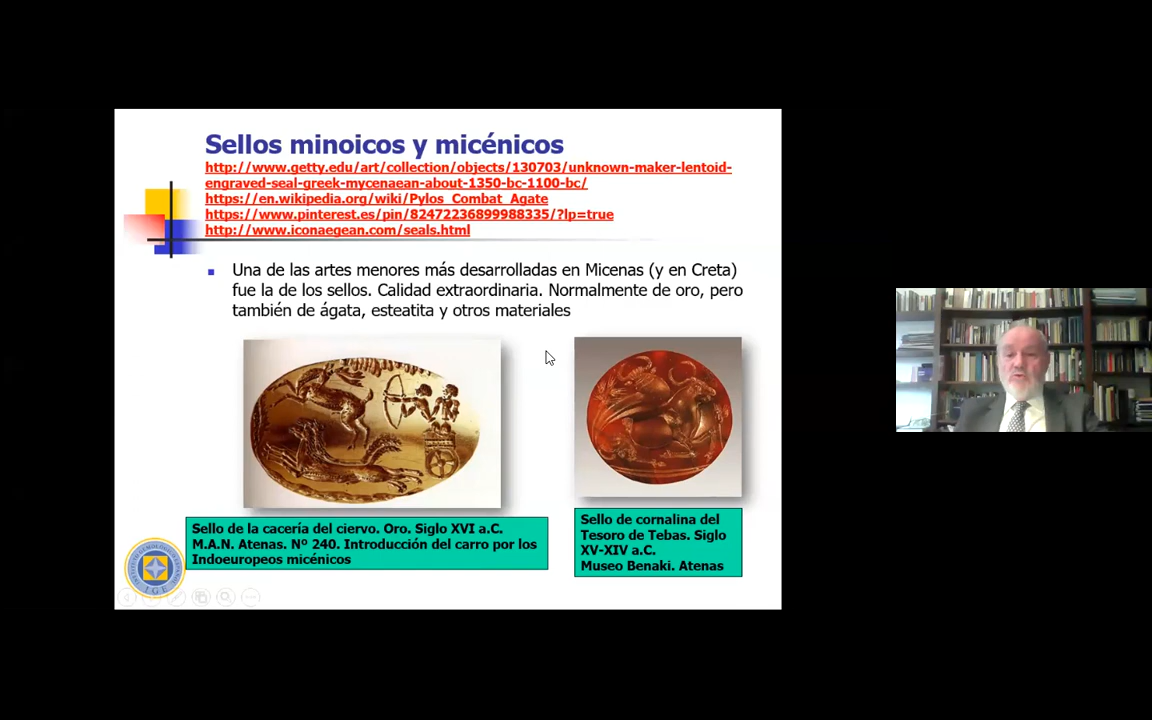 Sellos minoicos y micénicos
http://www.getty.edu/art/collection/objects/130703/unknown-maker-lentoid-
engraved-seal-greek-mycenaean-about-1350-bc-1100-bc/
https://en.wikipedia.org/wiki/Pylos_Combat_Agate
https://www.pinterest.es/pin/82472236899988335/?lp=true
http://www.iconaegean.com/seals.html
Una de las artes menores más desarrolladas en Micenas (y en Creta)
fue la de los sellos. Calidad extraordinaria. Normalmente de oro, pero
también de ágata, esteatita y otros materiales
Sello de la cacería del ciervo. Oro. Siglo XVI a.C.
M.A.N. Atenas. Nº 240. Introducción del carro por los
Indoeuropeos micénicos
Sello de cornalina del
Tesoro de Tebas. Siglo
XV-XIV a.C.
Museo Benaki. Atenas
INSTITUTO GEMOLÓGICO ESPAÑOL
IGE